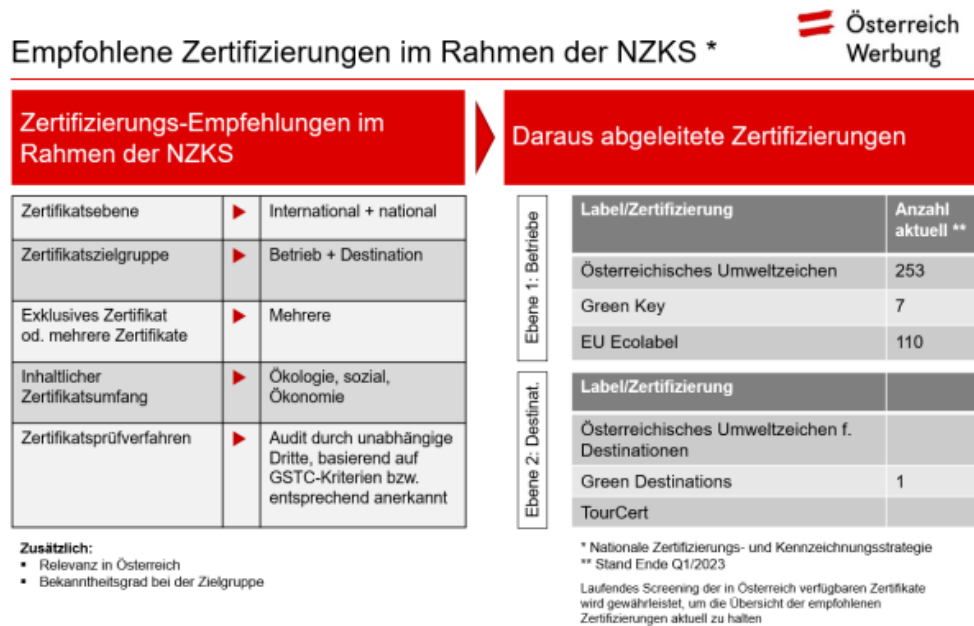 Österreich
Werbung
Empfohlene Zertifizierungen im Rahmen der NZKS *
Zertifizierungs-Empfehlungen im
Rahmen der NZKS
Zertifikatsebene
International + national
Zertifikatszielgruppe
Betrieb + Destination
Exklusives Zertifikat
od. mehrere Zertifikate
Mehrere
Inhaltlicher
Zertifikatsumfang
Ökologie, sozial,
Ökonomie
Zertifikatsprüfverfahren
Audit durch unabhängige
Dritte, basierend auf
GSTC-Kriterien bzw.
entsprechend anerkannt
Zusätzlich:
▪ Relevanz in Österreich
▪ Bekanntheitsgrad bei der Zielgruppe
Daraus abgeleitete Zertifizierungen
Ebene 1: Betriebe
Label/Zertifizierung
Anzahl
aktuell **
Österreichisches Umweltzeichen
253
Green Key
7
EU Ecolabel
110
Ebene 2: Destinat.
Label/Zertifizierung
Österreichisches Umweltzeichen f.
Destinationen
Green Destinations
1
TourCert
* Nationale Zertifizierungs- und Kennzeichnungsstrategie
** Stand Ende Q1/2023
Laufendes Screening der in Österreich verfügbaren Zertifikate
wird gewährleistet, um die Übersicht der empfohlenen
Zertifizierungen aktuell zu halten